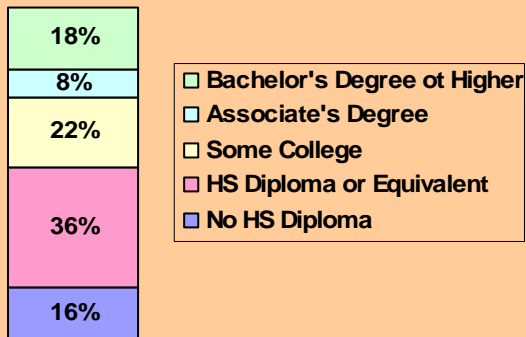 18%
8%
22%
36%
16%
Bachelor's Degree ot Higher
Associate's Degree
Some College
HS Diploma or Equivalent
No HS Diploma